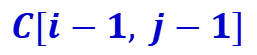 C[i − 1, j − 1]